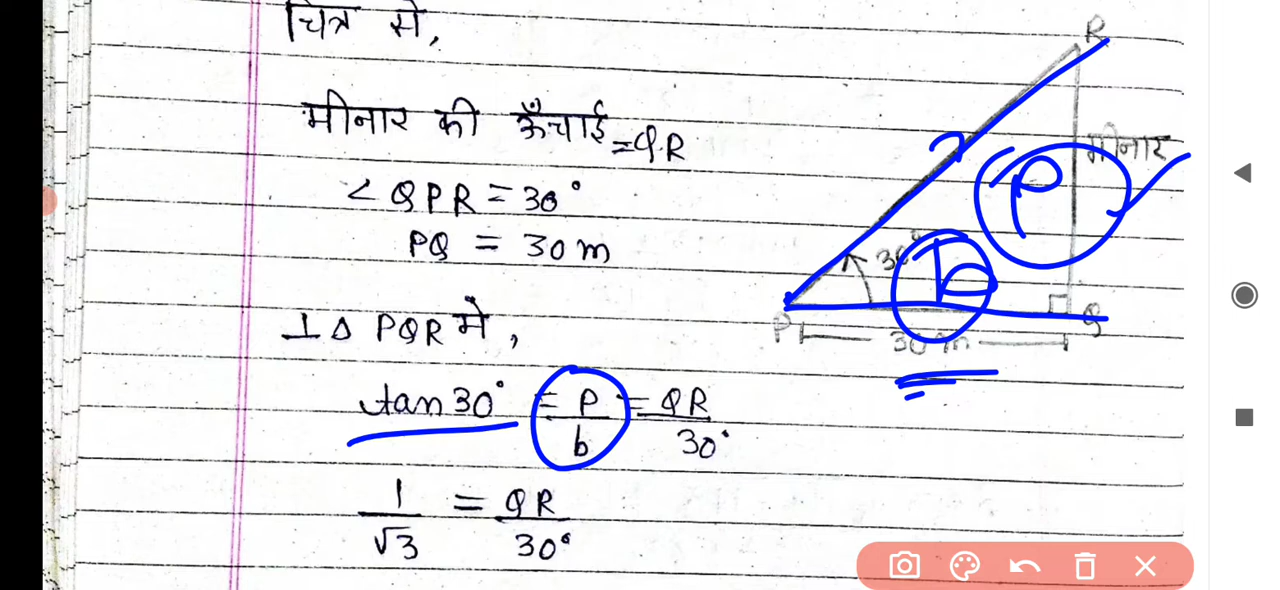 चित्र से,
मीनार की ऊँचाई = QR
∠ QPR = 30°
PQ = 30 m
⊥ Δ PQR में,
tan 30° = P/b = QR/30°
1/√3 = QR/30°
R
मीनार
P
30°
b
P
Q
30 m